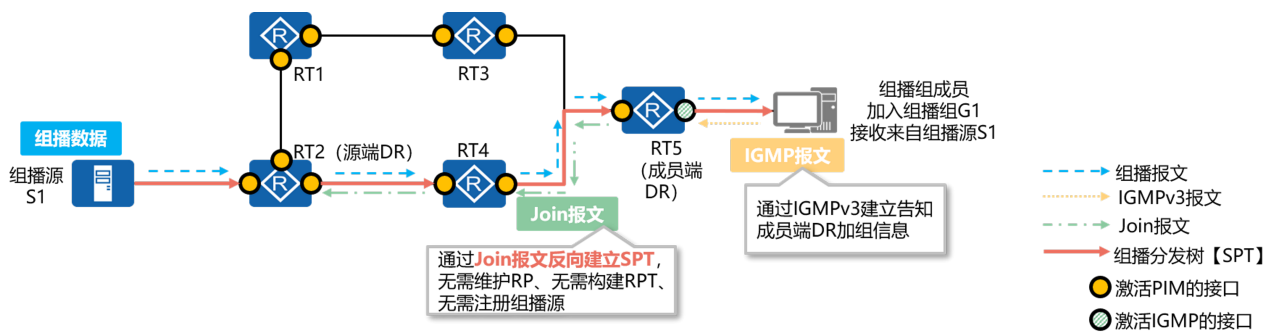 组播数据
组播源
S1
R
RT1
R
RT3
R
RT2
(源端DR)
R
RT4
R
RT5
(成员端
DR)
组播组成员
加入组播组G1
接收来自组播源S1
IGMP报文
通过IGMPv3建立告知
成员端DR加组信息
Join报文
通过Join报文反向建立SPT,
无需维护RP、无需构建RPT、
无需注册组播源
组播报文
IGMPv3报文
Join报文
组播分发树【SPT】
激活PIM的接口
激活IGMP的接口